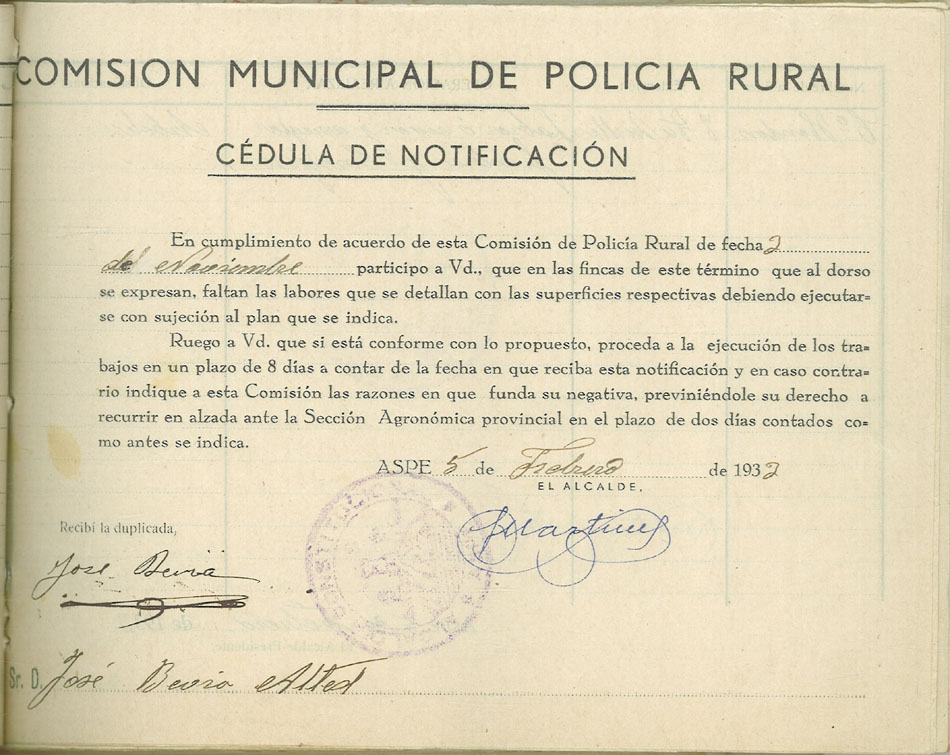 COMISION MUNICIPAL DE POLICIA RURAL
CÉDULA DE NOTIFICACIÓN
En cumplimiento de acuerdo de esta Comisión de Policía Rural de fecha 2
de Noviembre participo a Vd., que en las fincas de este término que al dorso
se expresan, faltan las labores que se detallan con las superficies respectivas debiendo ejecutar=
se con sujeción al plan que se indica.
Ruego a Vd. que si está conforme con lo propuesto, proceda a la ejecución de los tra=
bajos en un plazo de 8 días a contar de la fecha en que reciba esta notificación y en caso contra=
rio indique a esta Comisión las razones en que funda su negativa, previniéndole su derecho a
recurrir en alzada ante la Sección Agronómica provincial en el plazo de dos días contados co=
mo antes se indica.
ASPE 5 de Febrero de 1932
EL ALCALDE,
Recibí la duplicada,
Jose
Sr. D. José Alted